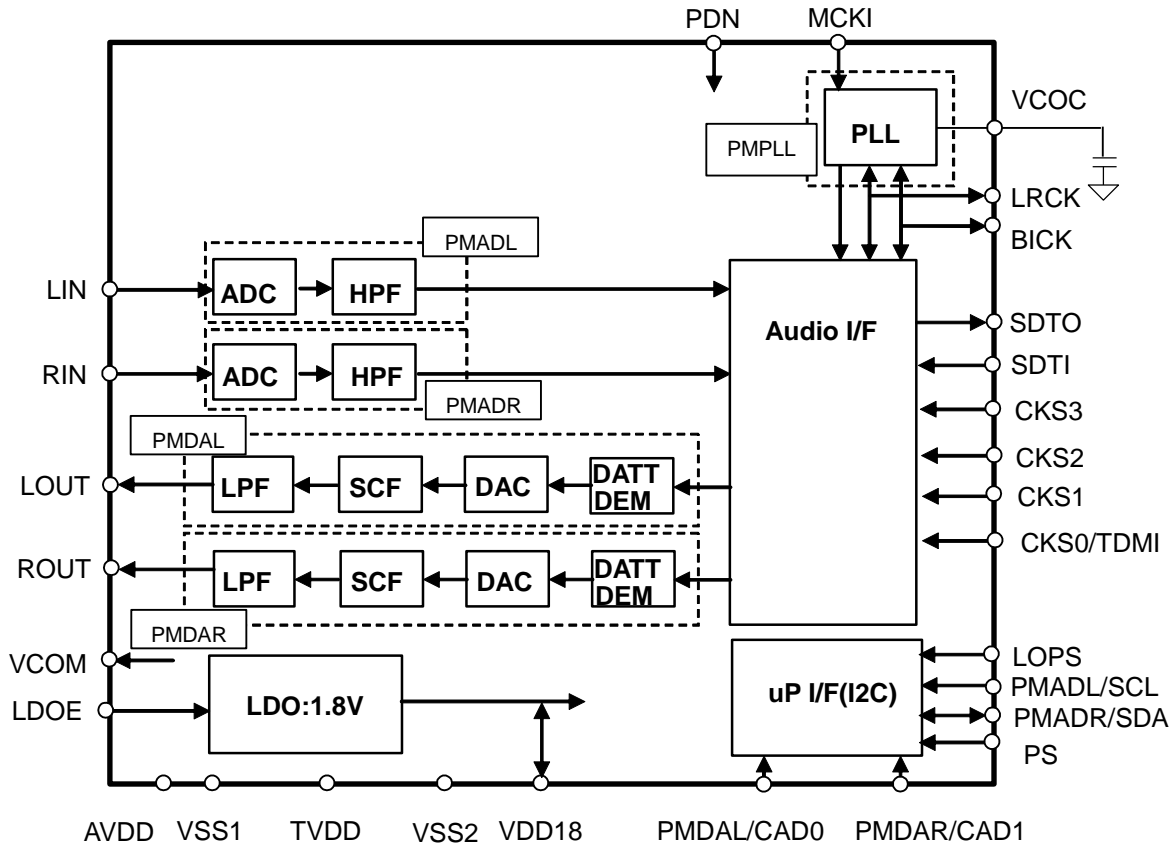 PDN
MCKI
VCOC
PLL
PMPLL
LRCK
BICK
PMADL
LIN
ADC
HPF
Audio I/F
SDTO
SDTI
RIN
ADC
HPF
PMADR
CKS3
PMDAL
CKS2
LOUT
LPF
SCF
DAC
DATT
DEM
CKS1
CKS0/TDMI
ROUT
LPF
SCF
DAC
DATT
DEM
PMDAR
VCOM
LOPS
LDOE
LDO:1.8V
uP I/F(I2C)
PMADL/SCL
PMADR/SDA
PS
AVDD
VSS1
TVDD
VSS2
VDD18
PMDAL/CAD0
PMDAR/CAD1